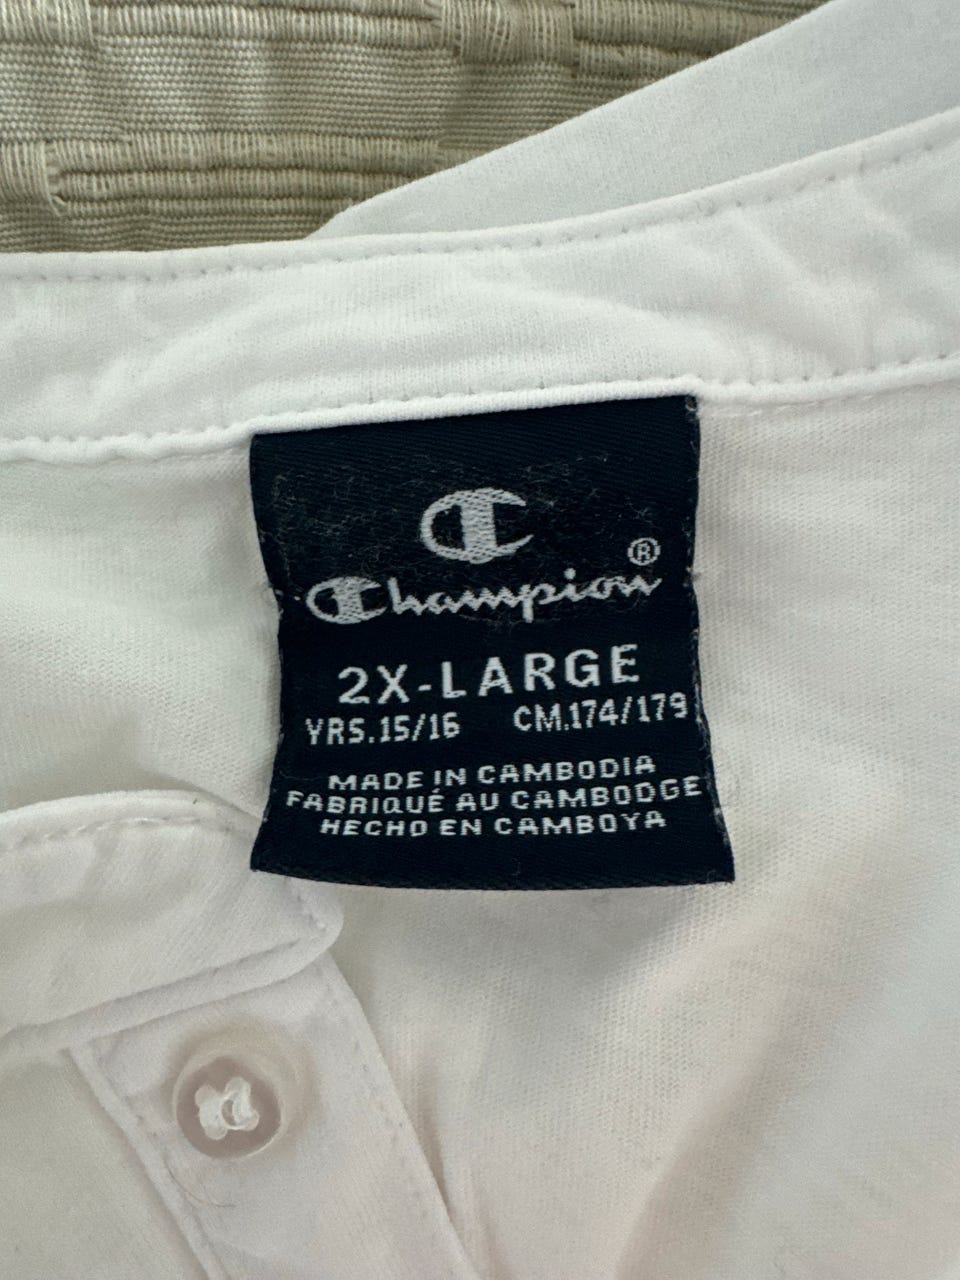 C
Champion®
2X-LARGE
YRS.15/16 CM.174/179
MADE IN CAMBODIA
FABRIQUÉ AU CAMBODGE
HECHO EN CAMBOYA